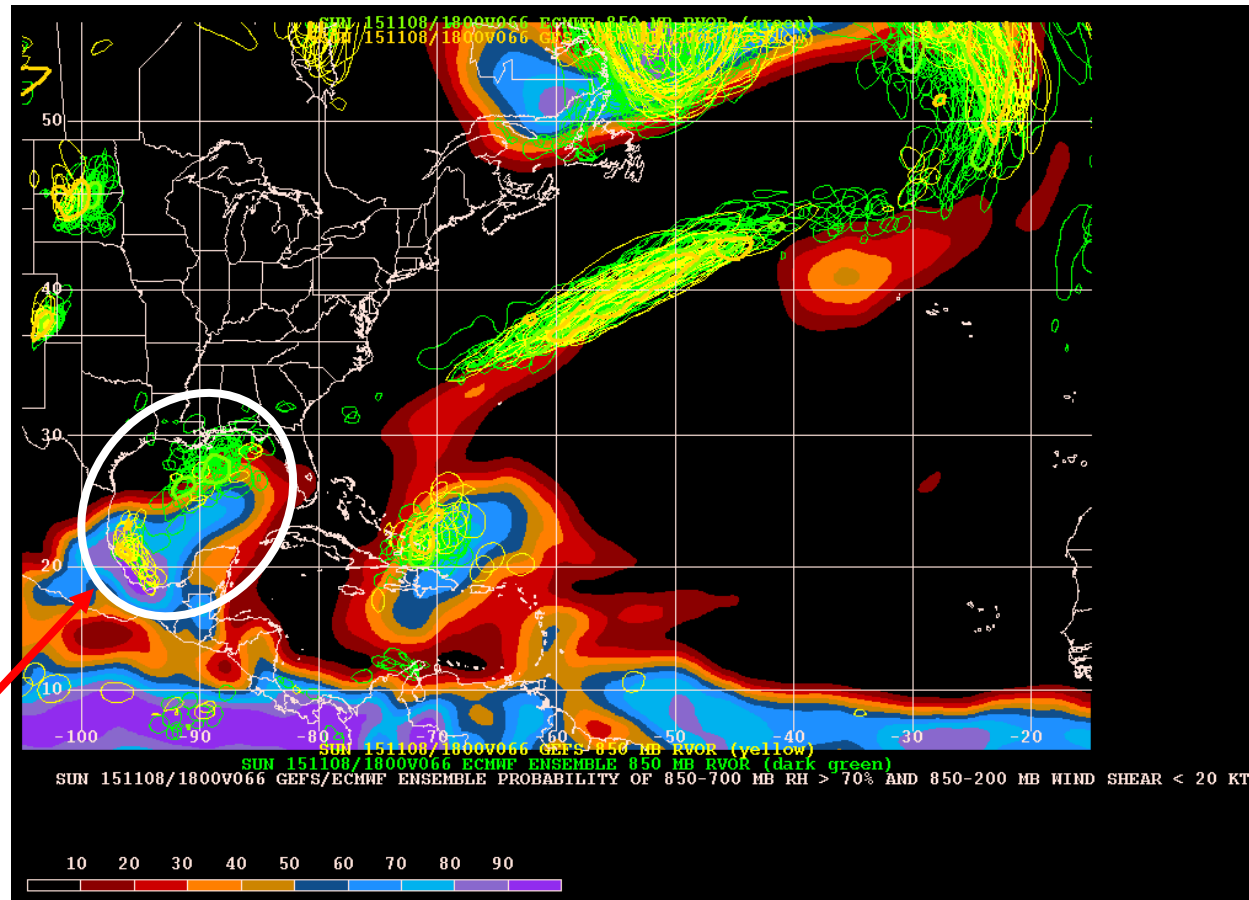 SUN 151108/1800V066 ECMWF 850 MB RVOR (green)
SUN 151108/1800V066 GEFS 850 MB RVOR (yellow)
50
40
30
20
10
-100 -90 -80 -70 -60 -50 -40 -30 -20
SUN 151108/1800V066 GEFS 850 MB RVOR (yellow)
SUN 151108/1800V066 ECMWF ENSEMBLE 850 MB RVOR (dark green)
SUN 151108/1800V066 GEFS/ECMWF ENSEMBLE PROBABILITY OF 850-700 MB RH > 70% AND 850-200 MB WIND SHEAR < 20 KT
10 20 30 40 50 60 70 80 90